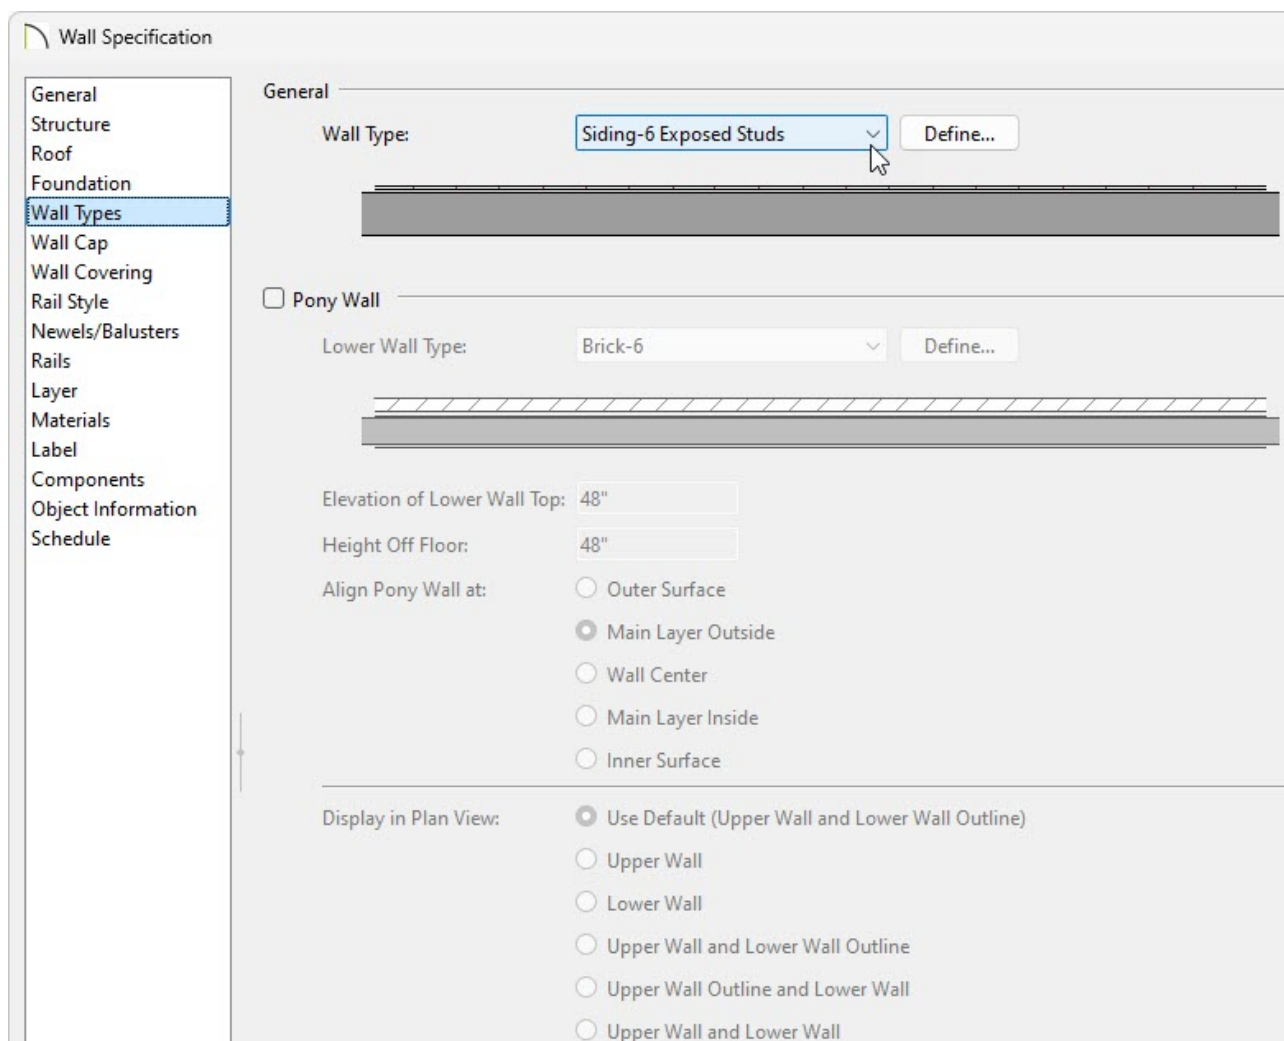 Wall Specification
General
Structure
Roof
Foundation
Wall Types
Wall Cap
Wall Covering
Rail Style
Newels/Balusters
Rails
Layer
Materials
Label
Components
Object Information
Schedule
General
Wall Type: Siding-6 Exposed Studs Define...
Pony Wall
Lower Wall Type: Brick-6 Define...
Elevation of Lower Wall Top: 48"
Height Off Floor: 48"
Align Pony Wall at: Outer Surface
Main Layer Outside
Wall Center
Main Layer Inside
Inner Surface
Display in Plan View: Use Default (Upper Wall and Lower Wall Outline)
Upper Wall
Lower Wall
Upper Wall and Lower Wall Outline
Upper Wall Outline and Lower Wall
Upper Wall and Lower Wall